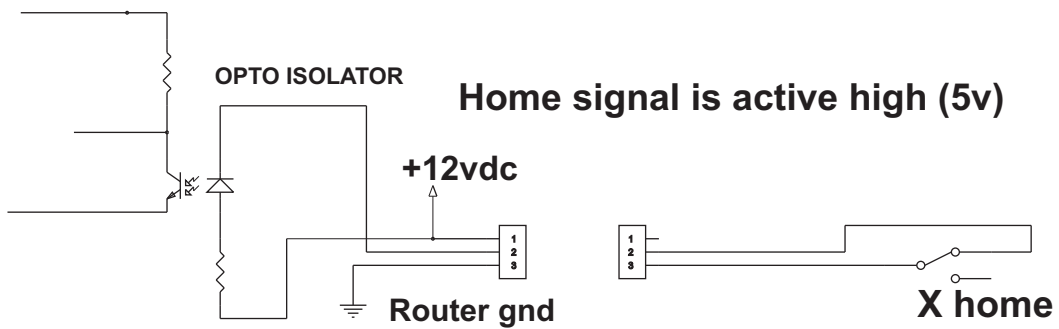 OPTO ISOLATOR
Home signal is active high (5v)
+12vdc
1
2
3
1
2
3
Router gnd
X home